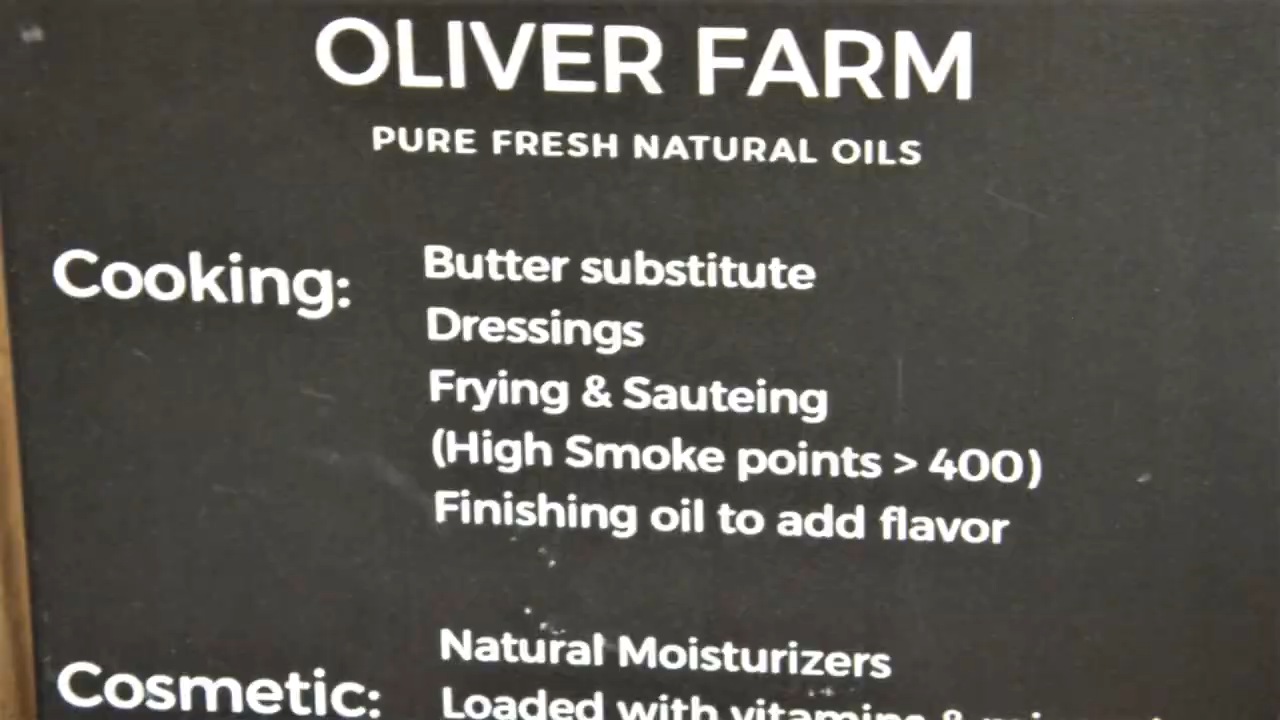 OLIVER FARM
PURE FRESH NATURAL OILS
Cooking:
Butter substitute
Dressings
Frying & Sauteing
(High Smoke points > 400)
Finishing oil to add flavor
Cosmetic:
Natural Moisturizers
Loaded with vitamins &